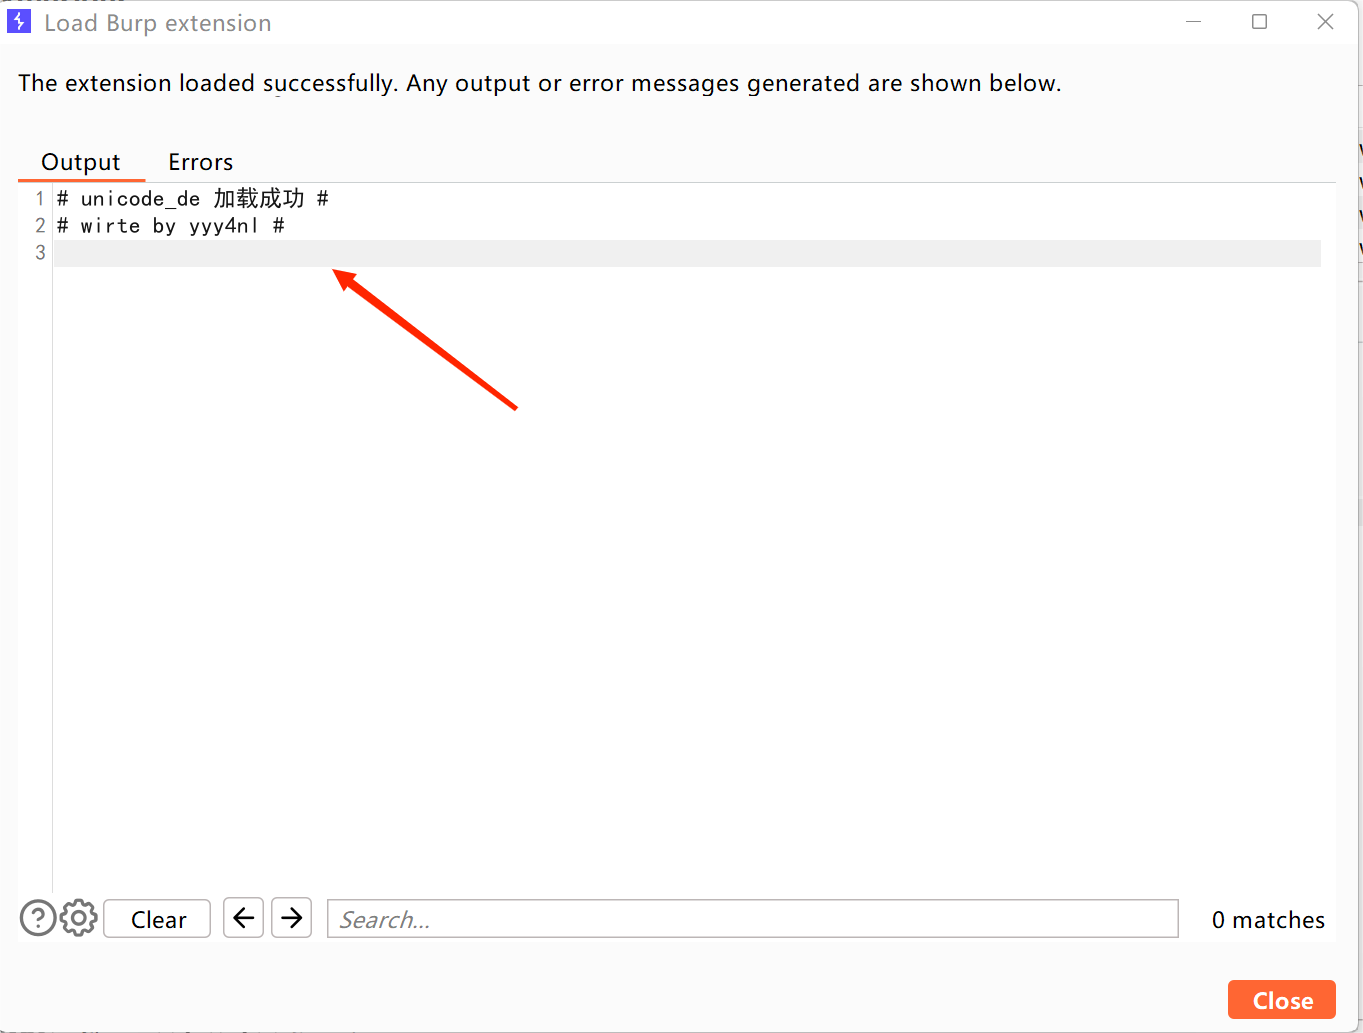 Load Burp extension
The extension loaded successfully. Any output or error messages generated are shown below.
Output Errors
1 # unicode_de 加载成功 #
2 # wirte by yyy4nl #
3
Clear Search... 0 matches
Close